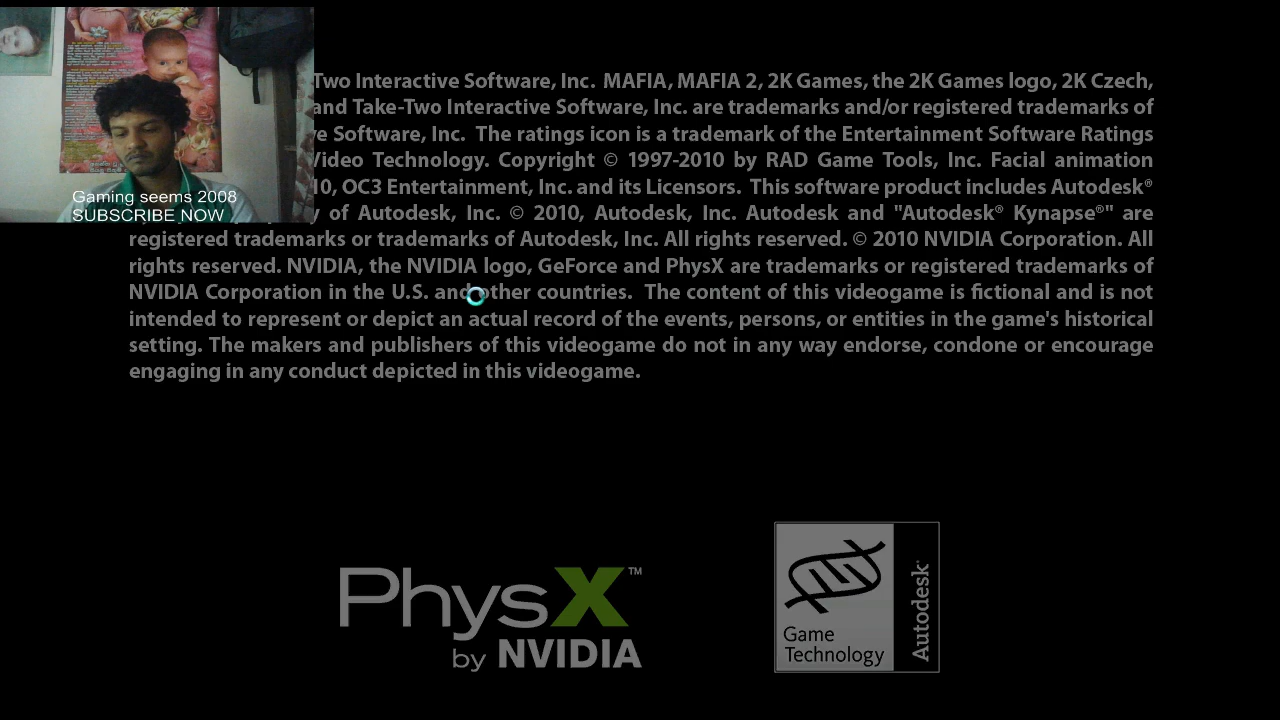 Gaming seems 2008
SUBSCRIBE NOW
Two Interactive Software, Inc. MAFIA, MAFIA 2, 2K Games, the 2K Games logo, 2K Czech,
and Take-Two Interactive Software, Inc. are trademarks and/or registered trademarks of
ve Software, Inc. The ratings icon is a trademark of the Entertainment Software Ratings
Video Technology. Copyright © 1997-2010 by RAD Game Tools, Inc. Facial animation
10, OC3 Entertainment, Inc. and its Licensors. This software product includes Autodesk®
y of Autodesk, Inc. © 2010, Autodesk, Inc. Autodesk and "Autodesk® Kynapse®" are
registered trademarks or trademarks of Autodesk, Inc. All rights reserved. © 2010 NVIDIA Corporation. All
rights reserved. NVIDIA, the NVIDIA logo, GeForce and PhysX are trademarks or registered trademarks of
NVIDIA Corporation in the U.S. and other countries. The content of this videogame is fictional and is not
intended to represent or depict an actual record of the events, persons, or entities in the game's historical
setting. The makers and publishers of this videogame do not in any way endorse, condone or encourage
engaging in any conduct depicted in this videogame.
PhysX™
by NVIDIA
Game
Technology
Autodesk®